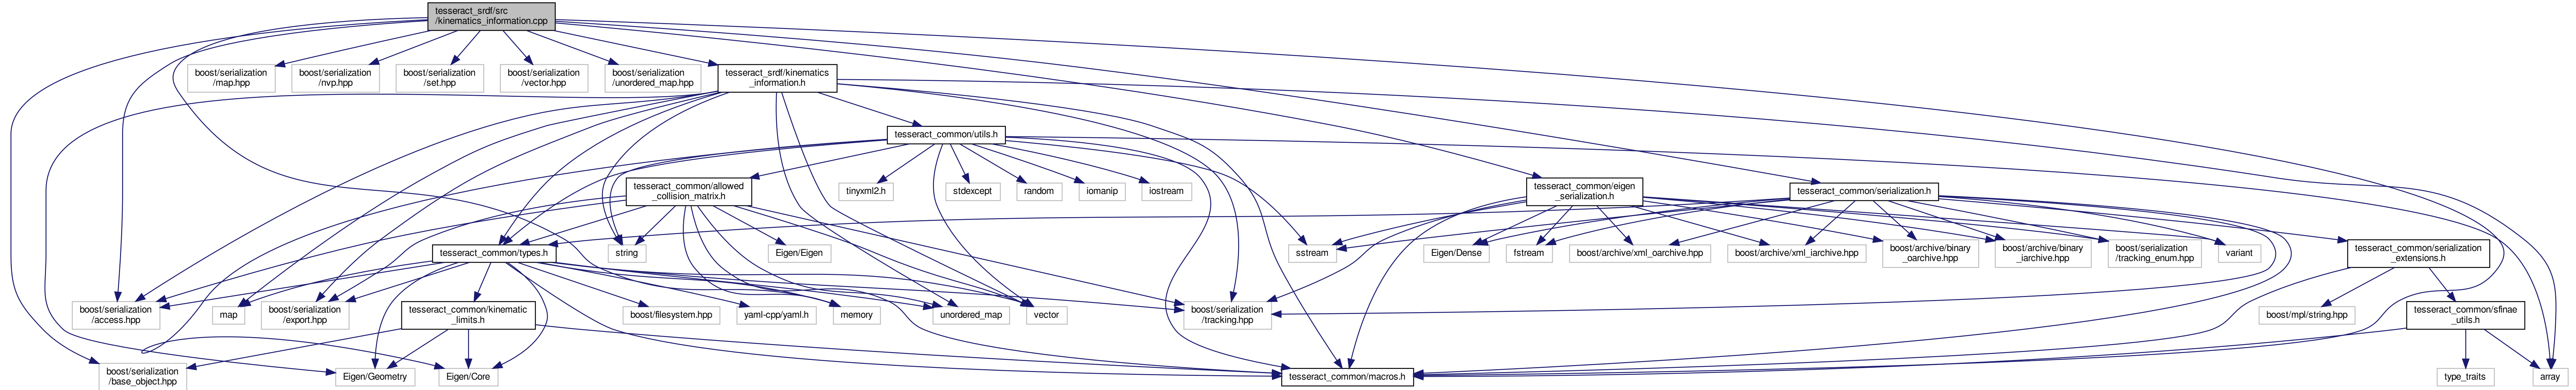 tesseract_srdf/src
/kinematics_information.cpp
boost/serialization
/map.hpp
boost/serialization
/nvp.hpp
boost/serialization
/set.hpp
boost/serialization
/vector.hpp
boost/serialization
/unordered_map.hpp
tesseract_srdf/kinematics
_information.h
tesseract_common/utils.h
tesseract_common/allowed
_collision_matrix.h
tinyxml2.h
stdexcept
random
iomanip
iostream
tesseract_common/eigen
_serialization.h
tesseract_common/serialization.h
tesseract_common/types.h
string
Eigen/Eigen
sstream
Eigen/Dense
fstream
boost/archive/xml_oarchive.hpp
boost/archive/xml_iarchive.hpp
boost/archive/binary
_oarchive.hpp
boost/archive/binary
_iarchive.hpp
boost/serialization
/tracking_enum.hpp
variant
tesseract_common/serialization
_extensions.h
boost/serialization
/access.hpp
map
boost/serialization
/export.hpp
tesseract_common/kinematic
_limits.h
boost/filesystem.hpp
yaml-cpp/yaml.h
memory
unordered_map
vector
boost/serialization
/tracking.hpp
boost/mpl/string.hpp
tesseract_common/sfinae
_utils.h
boost/serialization
/base_object.hpp
Eigen/Geometry
Eigen/Core
tesseract_common/macros.h
type_traits
array